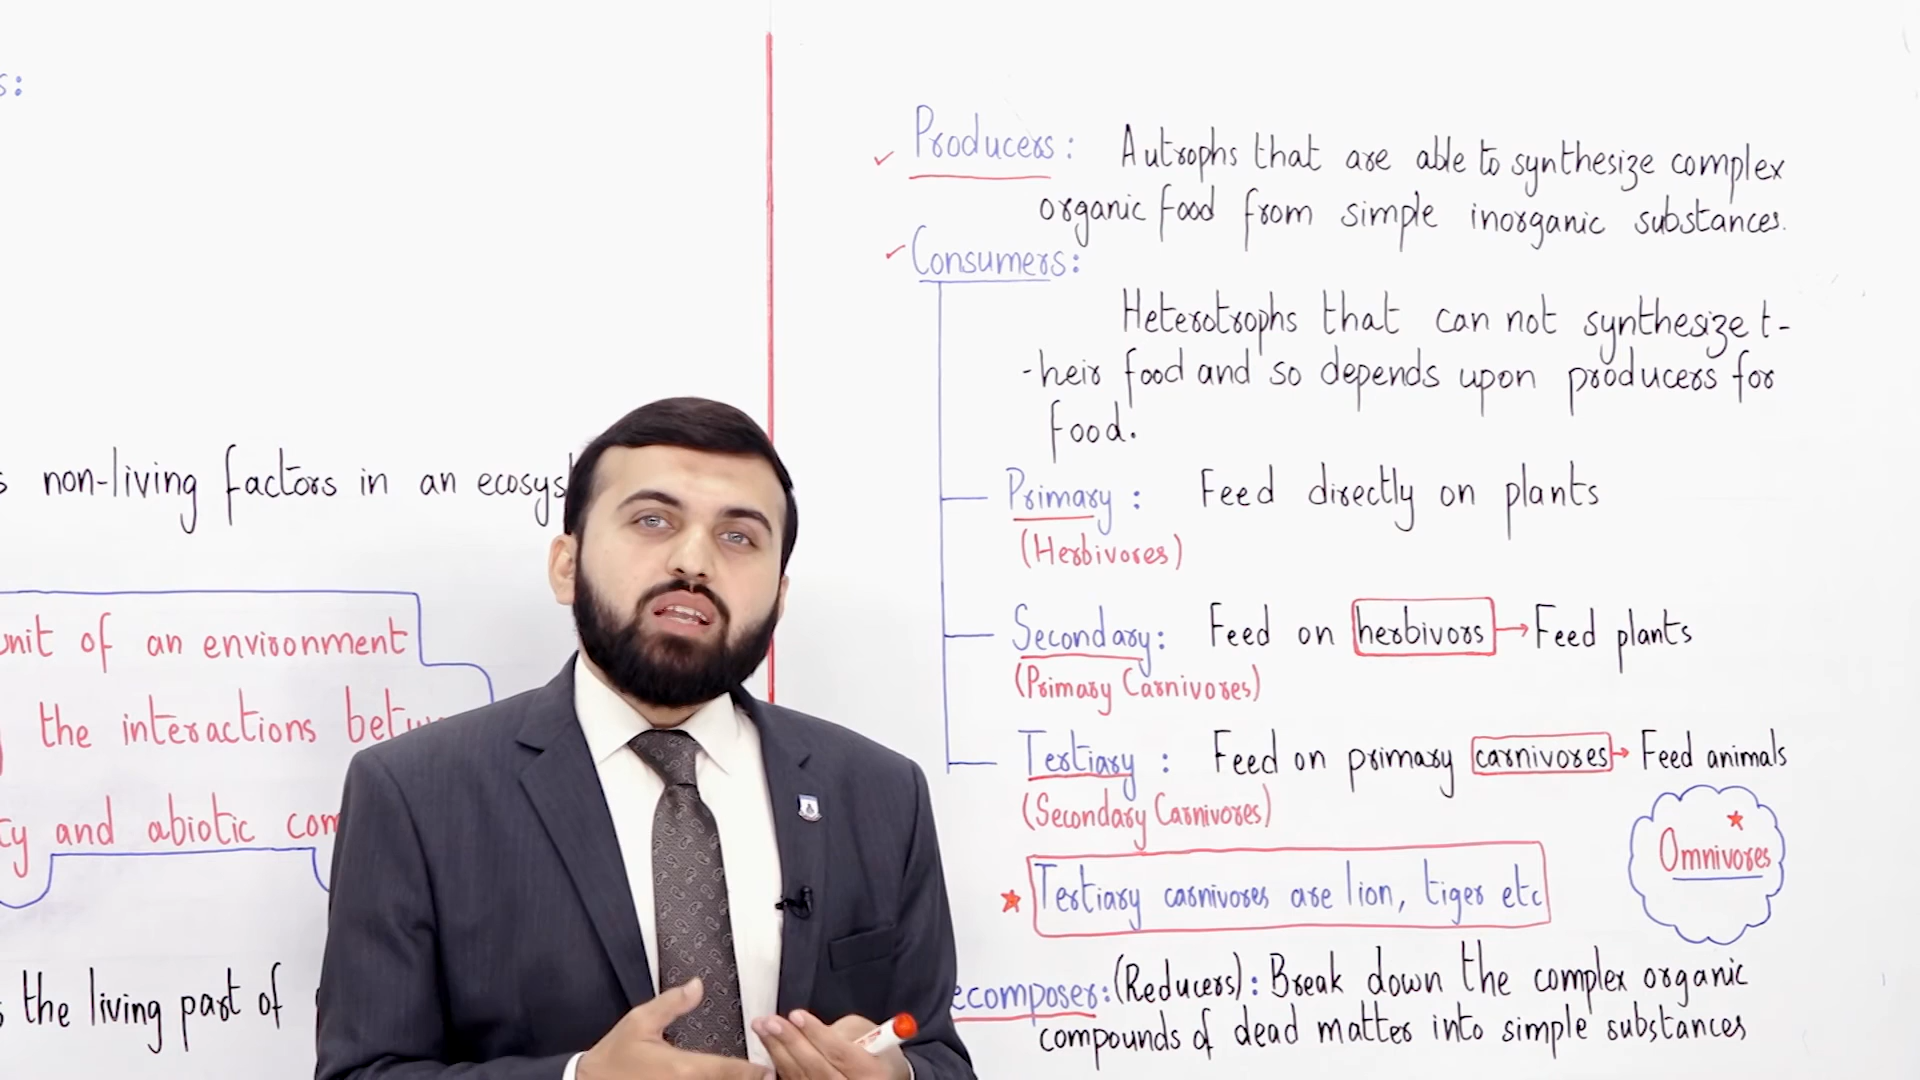 s:
s non-living factors in an ecosys
unit of an environment
the interactions betw
ty and abiotic com
s the living part of
Producers: Autrophs that are able to synthesize complex
organic food from simple inorganic substances.
Consumers:
Heterotrophs that can not synthesize t-
-heir food and so depends upon producers for
food.
Primary : Feed directly on plants
(Herbivores)
Secondary: Feed on herbivors → Feed plants
(Primary Carnivores)
Tertiary : Feed on primary carnivores → Feed animals
(Secondary Carnivores)
Omnivores
Tertiary carnivores are lion, tiger etc
ecomposer: (Reducers): Break down the complex organic
compounds of dead matter into simple substances